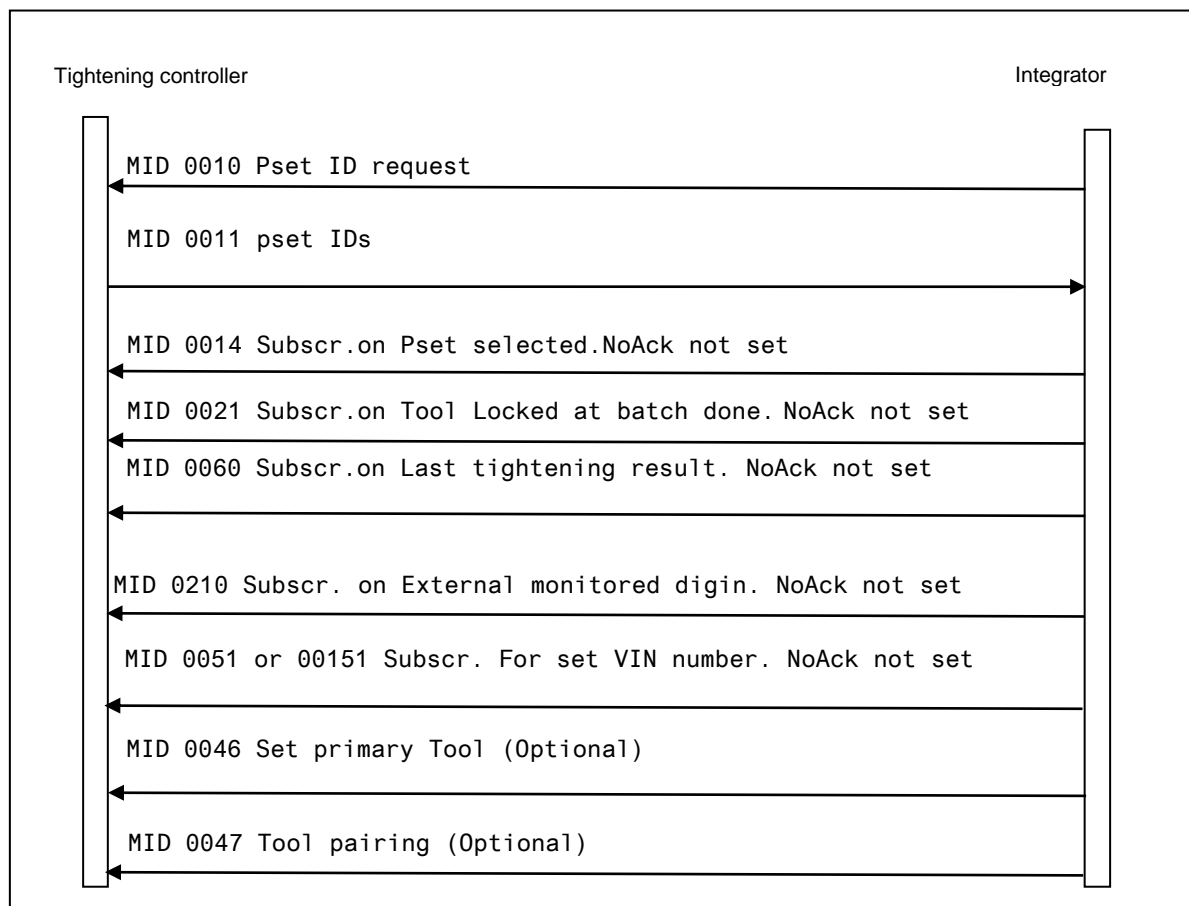 Tightening controller
Integrator
MID 0010 Pset ID request
MID 0011 pset IDs
MID 0014 Subscr.on Pset selected.NoAck not set
MID 0021 Subscr.on Tool Locked at batch done. NoAck not set
MID 0060 Subscr.on Last tightening result. NoAck not set
MID 0210 Subscr. on External monitored digin. NoAck not set
MID 0051 or 00151 Subscr. For set VIN number. NoAck not set
MID 0046 Set primary Tool (Optional)
MID 0047 Tool pairing (Optional)